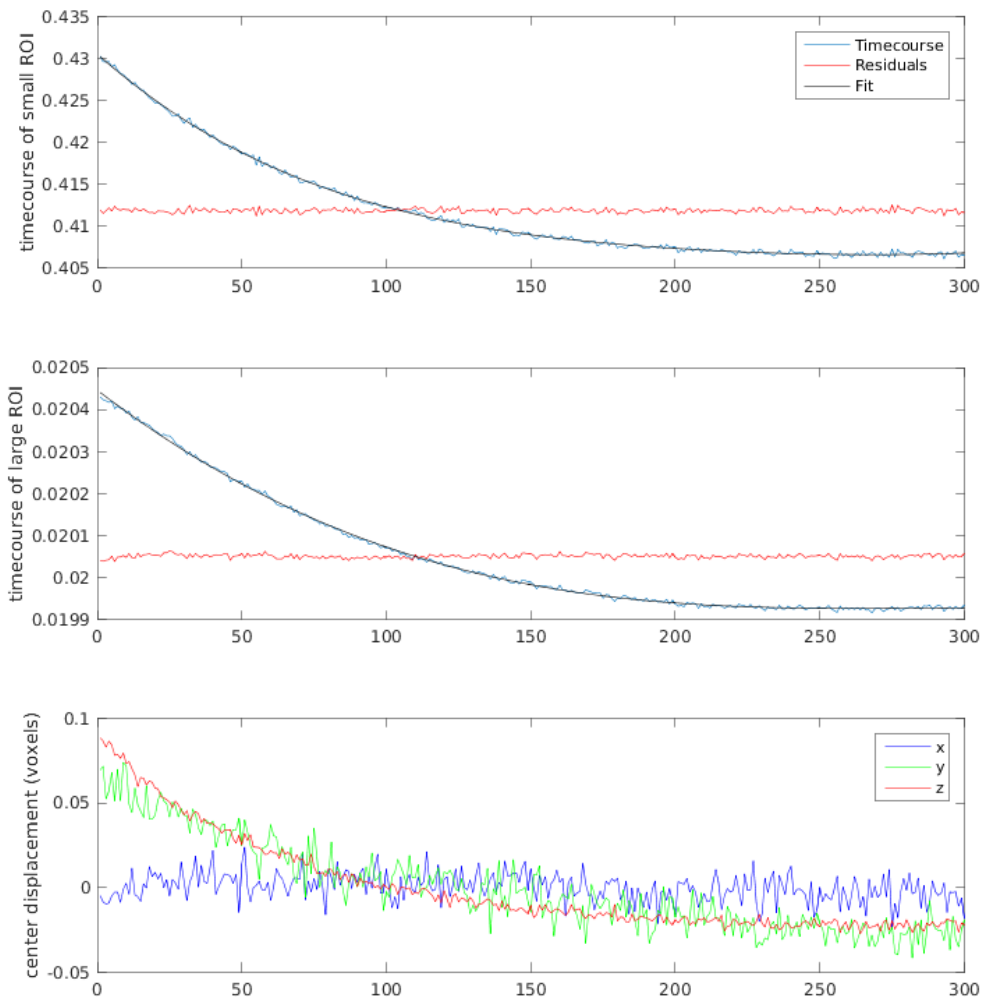 timecourse of small ROI
0.435
0.43
0.425
0.42
0.415
0.41
0.405
0 50 100 150 200 250 300
Timecourse
Residuals
Fit
timecourse of large ROI
0.0205
0.0204
0.0203
0.0202
0.0201
0.02
0.0199
0 50 100 150 200 250 300
center displacement (voxels)
0.1
0.05
0
-0.05
0 50 100 150 200 250 300
x
y
z